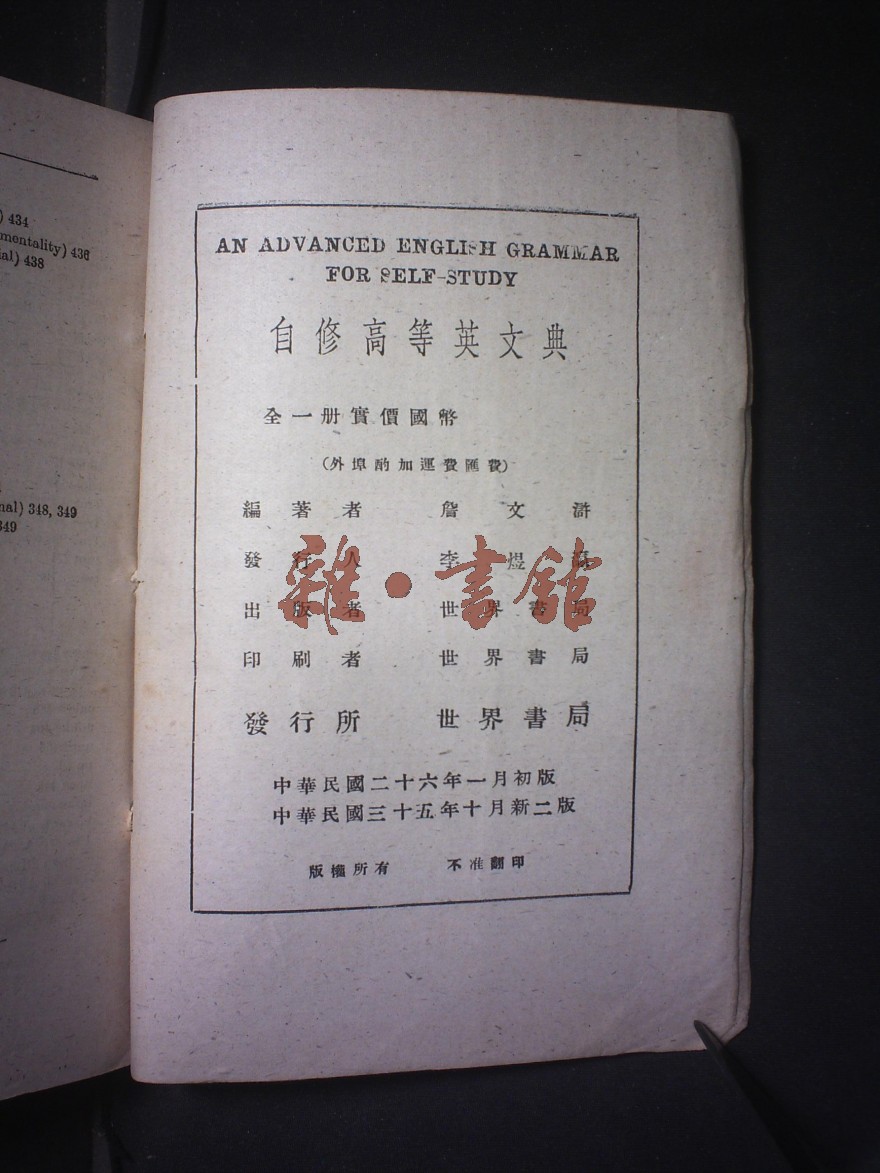 ) 434
mentality) 436
ial) 438
nal) 348, 349
349
AN ADVANCED ENGLISH GRAMMAR
FOR SELF-STUDY
自修高等英文典
全一册實價國幣
(外埠酌加運費匯費)
編著者 詹文滸
發行人 李煜瀛
出版者 世界書局
印刷者 世界書局
發行所 世界書局
中華民國二十六年一月初版
中華民國三十五年十月新二版
版權所有 不准翻印
雜·書館